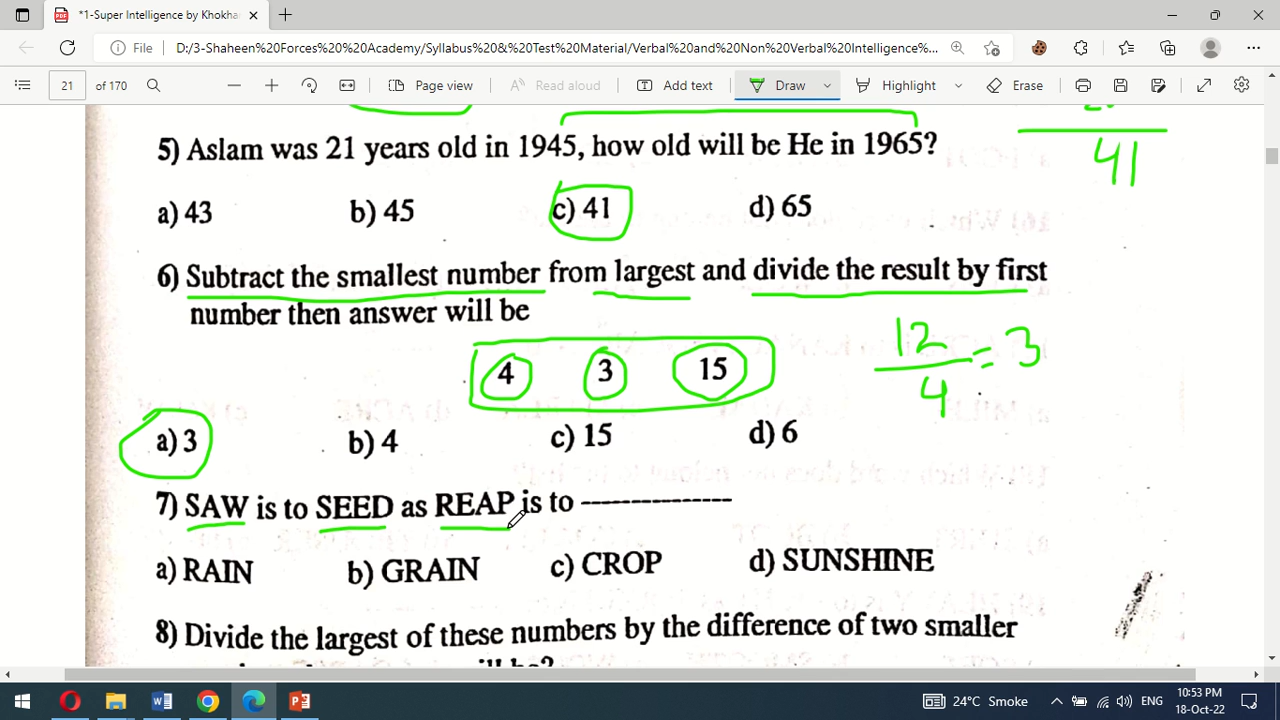 *1-Super Intelligence by Khokha
File D:/3-Shaheen%20Forces%20%20Academy/Syllabus%20&%20Test%20Material/Verbal%20and%20Non%20Verbal%20Intelligence%...
21 of 170 Page view Read aloud Add text Draw Highlight Erase
5) Aslam was 21 years old in 1945, how old will be He in 1965?
41
a) 43 b) 45 c) 41 d) 65
6) Subtract the smallest number from largest and divide the result by first
number then answer will be
4 3 15
12/4 = 3
a) 3 b) 4 c) 15 d) 6
7) SAW is to SEED as REAP is to ---------------
a) RAIN b) GRAIN c) CROP d) SUNSHINE
8) Divide the largest of these numbers by the difference of two smaller
24°C Smoke ENG 10:53 PM
18-Oct-22